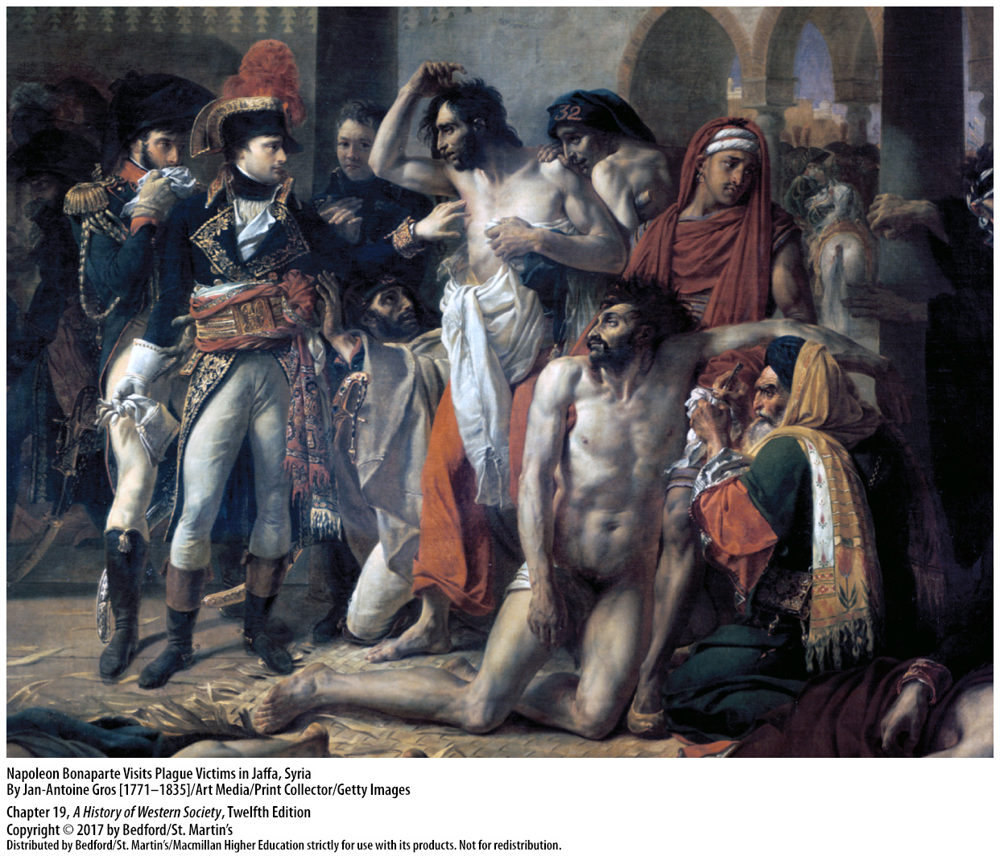 32
Napoleon Bonaparte Visits Plague Victims in Jaffa, Syria
By Jan-Antoine Gros [1771–1835]/Art Media/Print Collector/Getty Images
Chapter 19, A History of Western Society, Twelfth Edition
Copyright © 2017 by Bedford/St. Martin’s
Distributed by Bedford/St. Martin’s/Macmillan Higher Education strictly for use with its products. Not for redistribution.